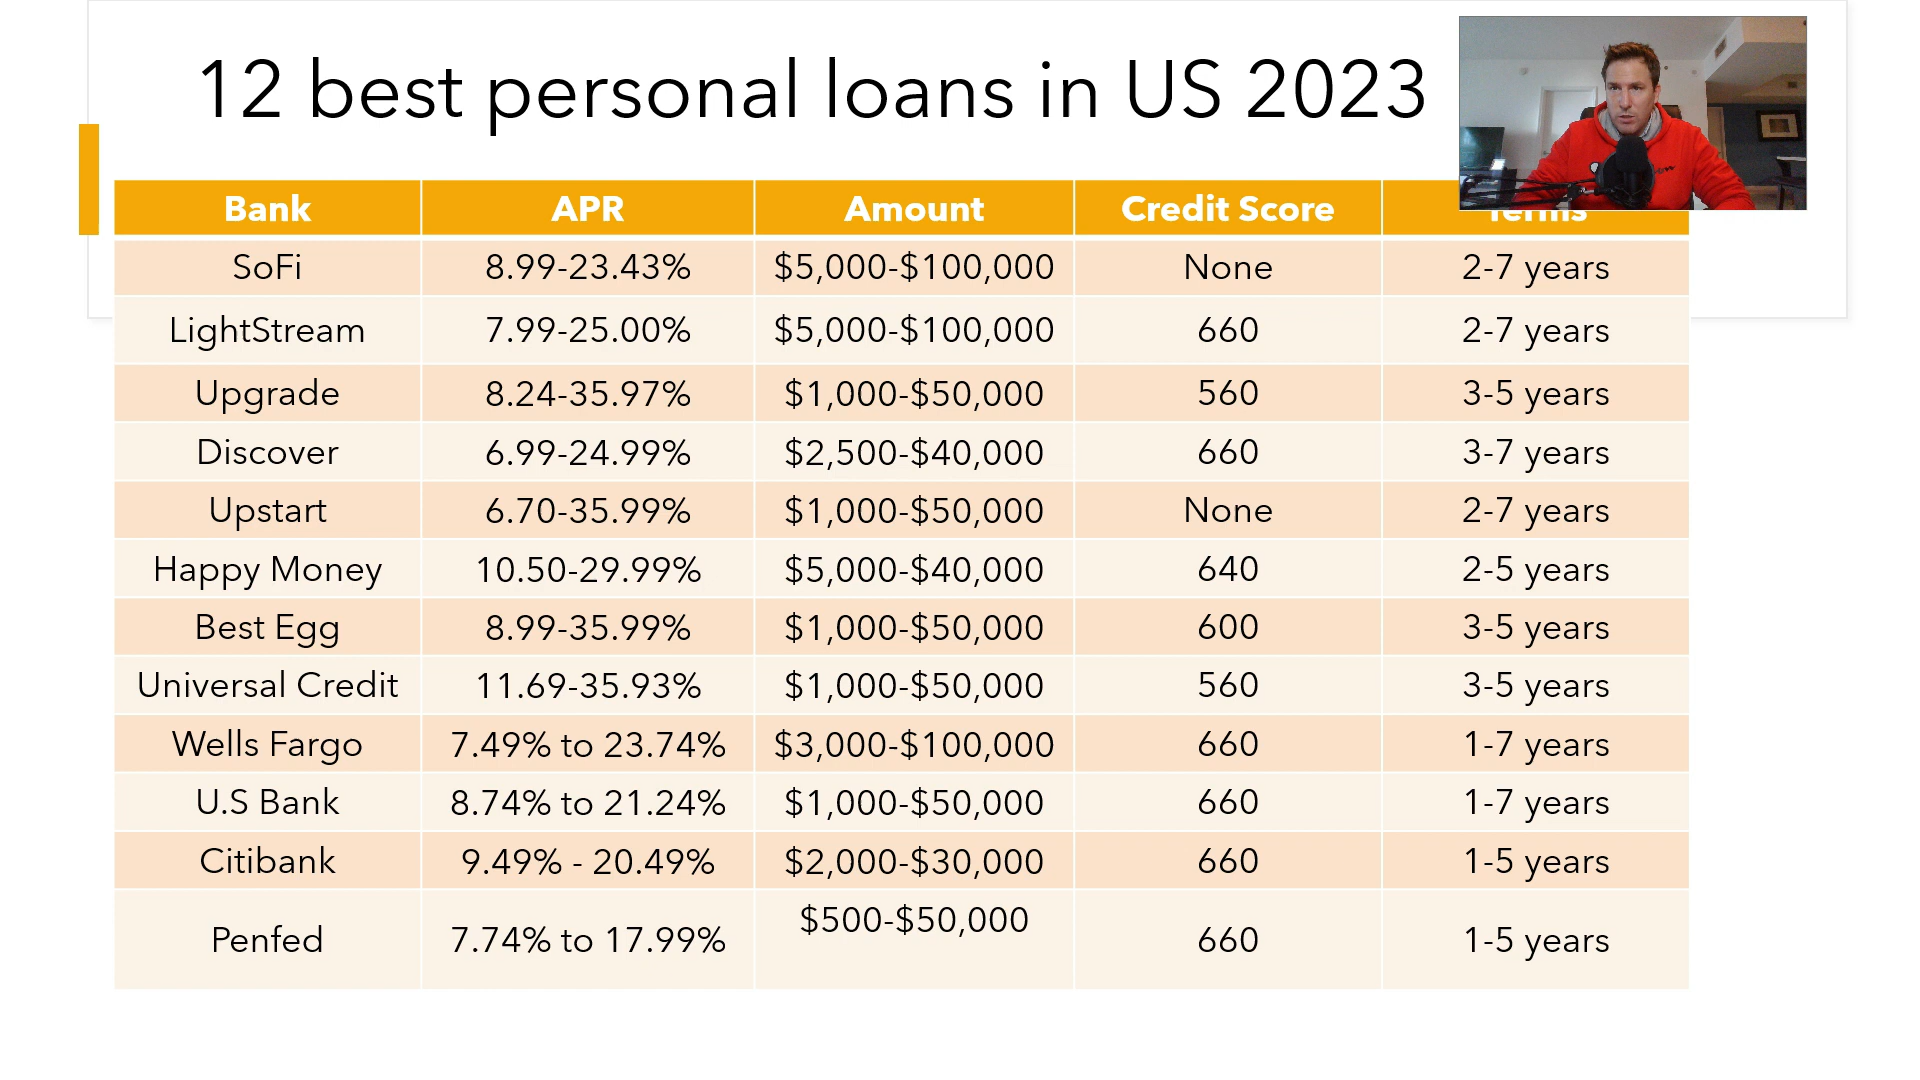 12 best personal loans in US 2023
Bank APR Amount Credit Score Terms
SoFi 8.99-23.43% $5,000-$100,000 None 2-7 years
LightStream 7.99-25.00% $5,000-$100,000 660 2-7 years
Upgrade 8.24-35.97% $1,000-$50,000 560 3-5 years
Discover 6.99-24.99% $2,500-$40,000 660 3-7 years
Upstart 6.70-35.99% $1,000-$50,000 None 2-7 years
Happy Money 10.50-29.99% $5,000-$40,000 640 2-5 years
Best Egg 8.99-35.99% $1,000-$50,000 600 3-5 years
Universal Credit 11.69-35.93% $1,000-$50,000 560 3-5 years
Wells Fargo 7.49% to 23.74% $3,000-$100,000 660 1-7 years
U.S Bank 8.74% to 21.24% $1,000-$50,000 660 1-7 years
Citibank 9.49% - 20.49% $2,000-$30,000 660 1-5 years
Penfed 7.74% to 17.99% $500-$50,000 660 1-5 years